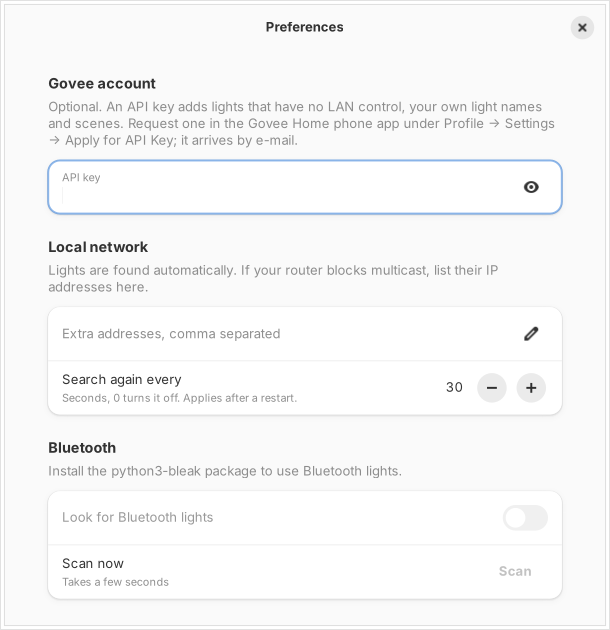 Preferences
Govee account
Optional. An API key adds lights that have no LAN control, your own light names
and scenes. Request one in the Govee Home phone app under Profile → Settings
→ Apply for API Key; it arrives by e-mail.
API key
Local network
Lights are found automatically. If your router blocks multicast, list their IP
addresses here.
Extra addresses, comma separated
Search again every
30
Seconds, 0 turns it off. Applies after a restart.
Bluetooth
Install the python3-bleak package to use Bluetooth lights.
Look for Bluetooth lights
Scan now
Scan
Takes a few seconds